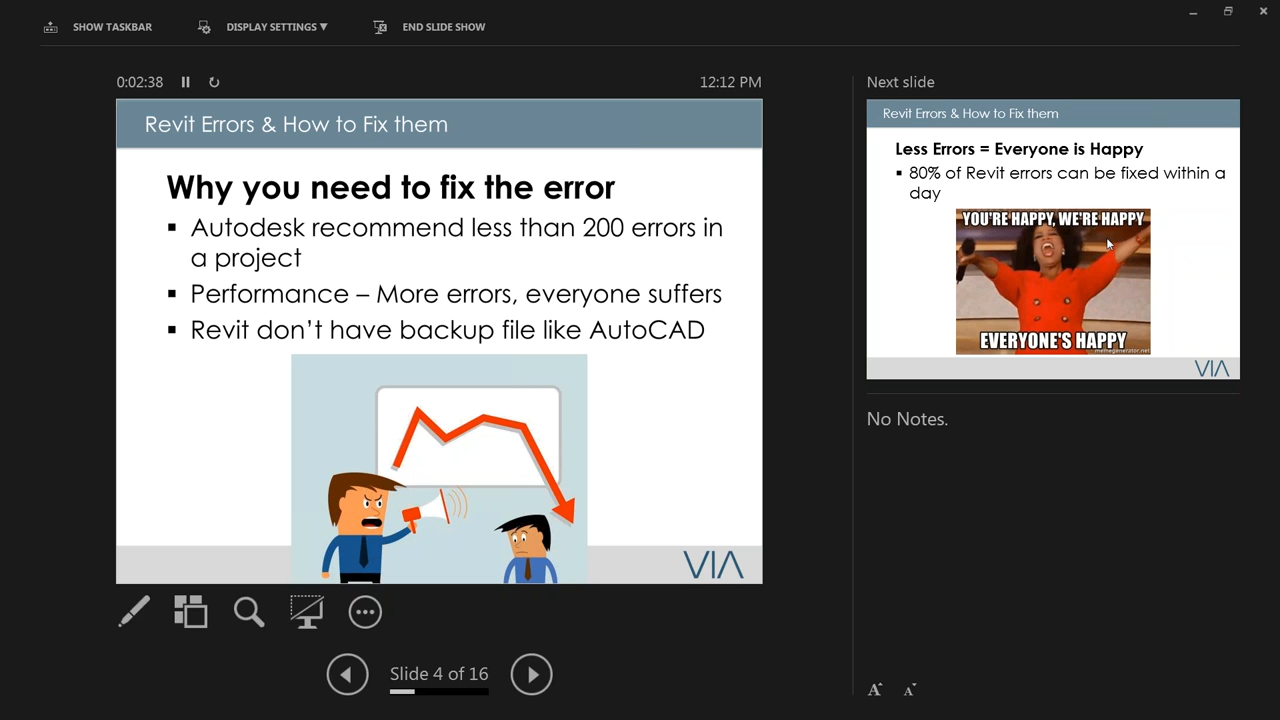 SHOW TASKBAR
DISPLAY SETTINGS ▼
END SLIDE SHOW
0:02:38
12:12 PM
Revit Errors & How to Fix them
Why you need to fix the error
▪ Autodesk recommend less than 200 errors in
a project
▪ Performance – More errors, everyone suffers
▪ Revit don't have backup file like AutoCAD
VIA
Slide 4 of 16
Next slide
Revit Errors & How to Fix them
Less Errors = Everyone is Happy
▪ 80% of Revit errors can be fixed within a
day
YOU'RE HAPPY, WE'RE HAPPY
EVERYONE'S HAPPY
memegenerator.net
VIA
No Notes.
A A